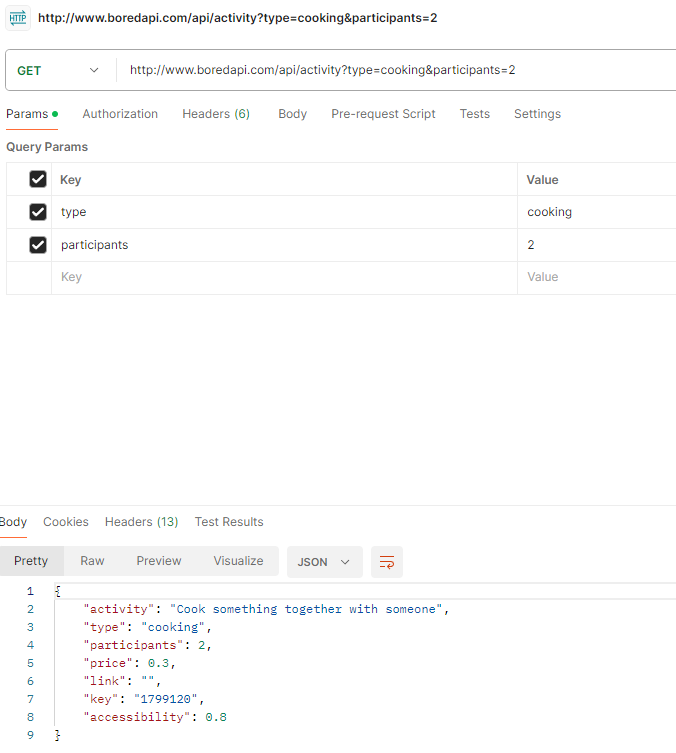 HTTP http://www.boredapi.com/api/activity?type=cooking&participants=2
GET http://www.boredapi.com/api/activity?type=cooking&participants=2
Params Authorization Headers (6) Body Pre-request Script Tests Settings
Query Params
Key Value
type cooking
participants 2
Key Value
Body Cookies Headers (13) Test Results
Pretty Raw Preview Visualize JSON
1 {
2 "activity": "Cook something together with someone",
3 "type": "cooking",
4 "participants": 2,
5 "price": 0.3,
6 "link": "",
7 "key": "1799120",
8 "accessibility": 0.8
9 }